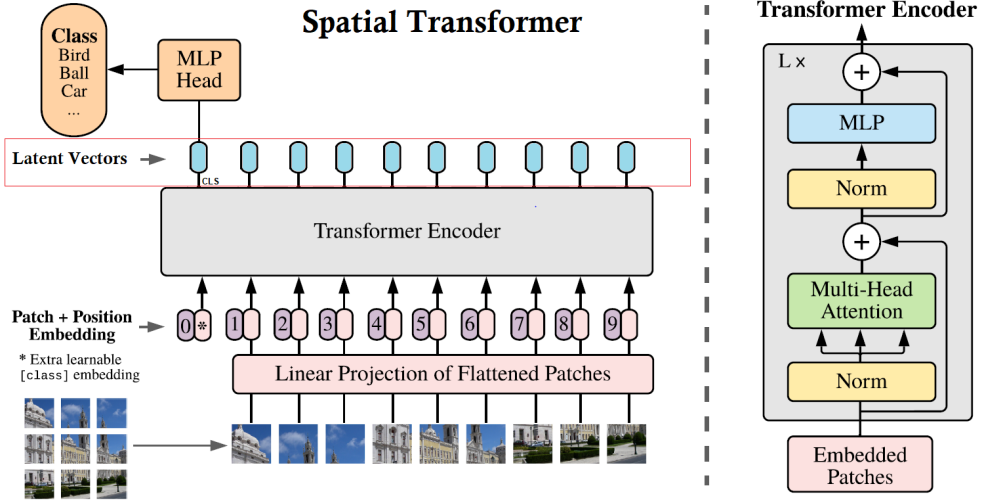 Spatial Transformer
Class
Bird
Ball
Car
...
MLP
Head
Latent Vectors
CLS
Transformer Encoder
Patch + Position
Embedding
0 * 1 2 3 4 5 6 7 8 9
* Extra learnable
[class] embedding
Linear Projection of Flattened Patches
Transformer Encoder
L x
+
MLP
Norm
+
Multi-Head
Attention
Norm
Embedded
Patches